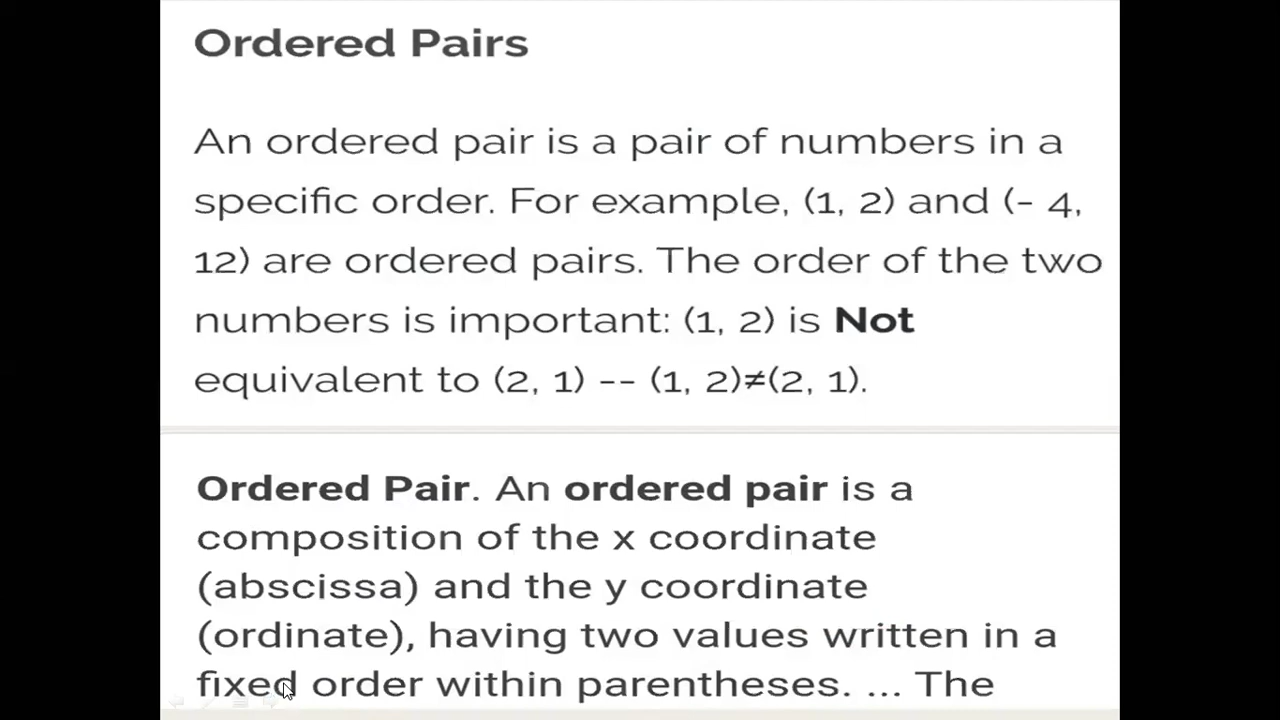 Ordered Pairs
An ordered pair is a pair of numbers in a
specific order. For example, (1, 2) and (- 4,
12) are ordered pairs. The order of the two
numbers is important: (1, 2) is Not
equivalent to (2, 1) -- (1, 2)≠(2, 1).
Ordered Pair. An ordered pair is a
composition of the x coordinate
(abscissa) and the y coordinate
(ordinate), having two values written in a
fixed order within parentheses. ... The